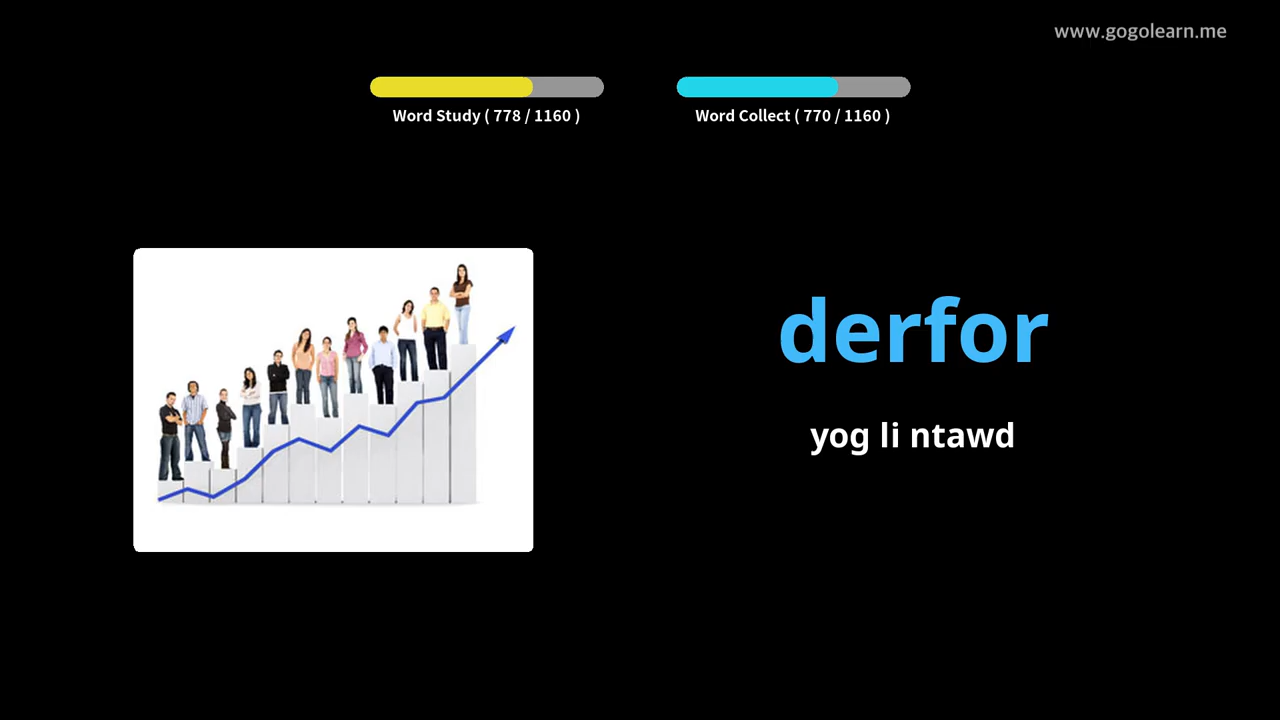 www.gogolearn.me
Word Study ( 778 / 1160 )
Word Collect ( 770 / 1160 )
derfor
yog li ntawd